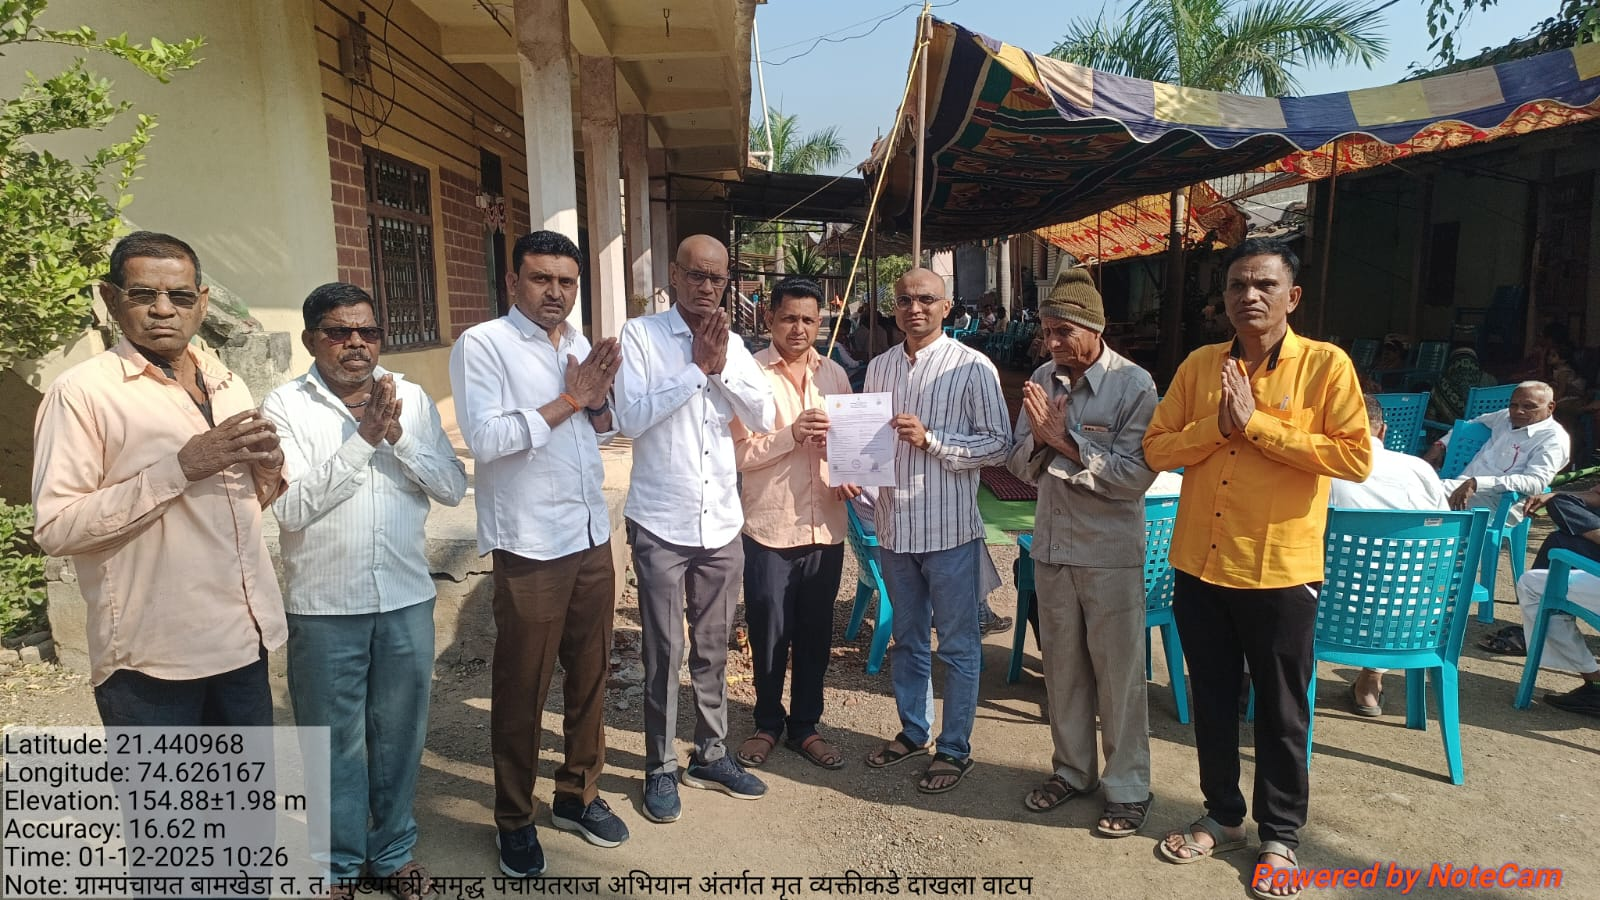 Latitude: 21.440968
Longitude: 74.626167
Elevation: 154.88±1.98 m
Accuracy: 16.62 m
Time: 01-12-2025 10:26
Note: ग्रामपंचायत बामखेडा त. त. मुख्यमंत्री समृद्ध पंचायतराज अभियान अंतर्गत मृत व्यक्तीकडे दाखला वाटप
Powered by NoteCam